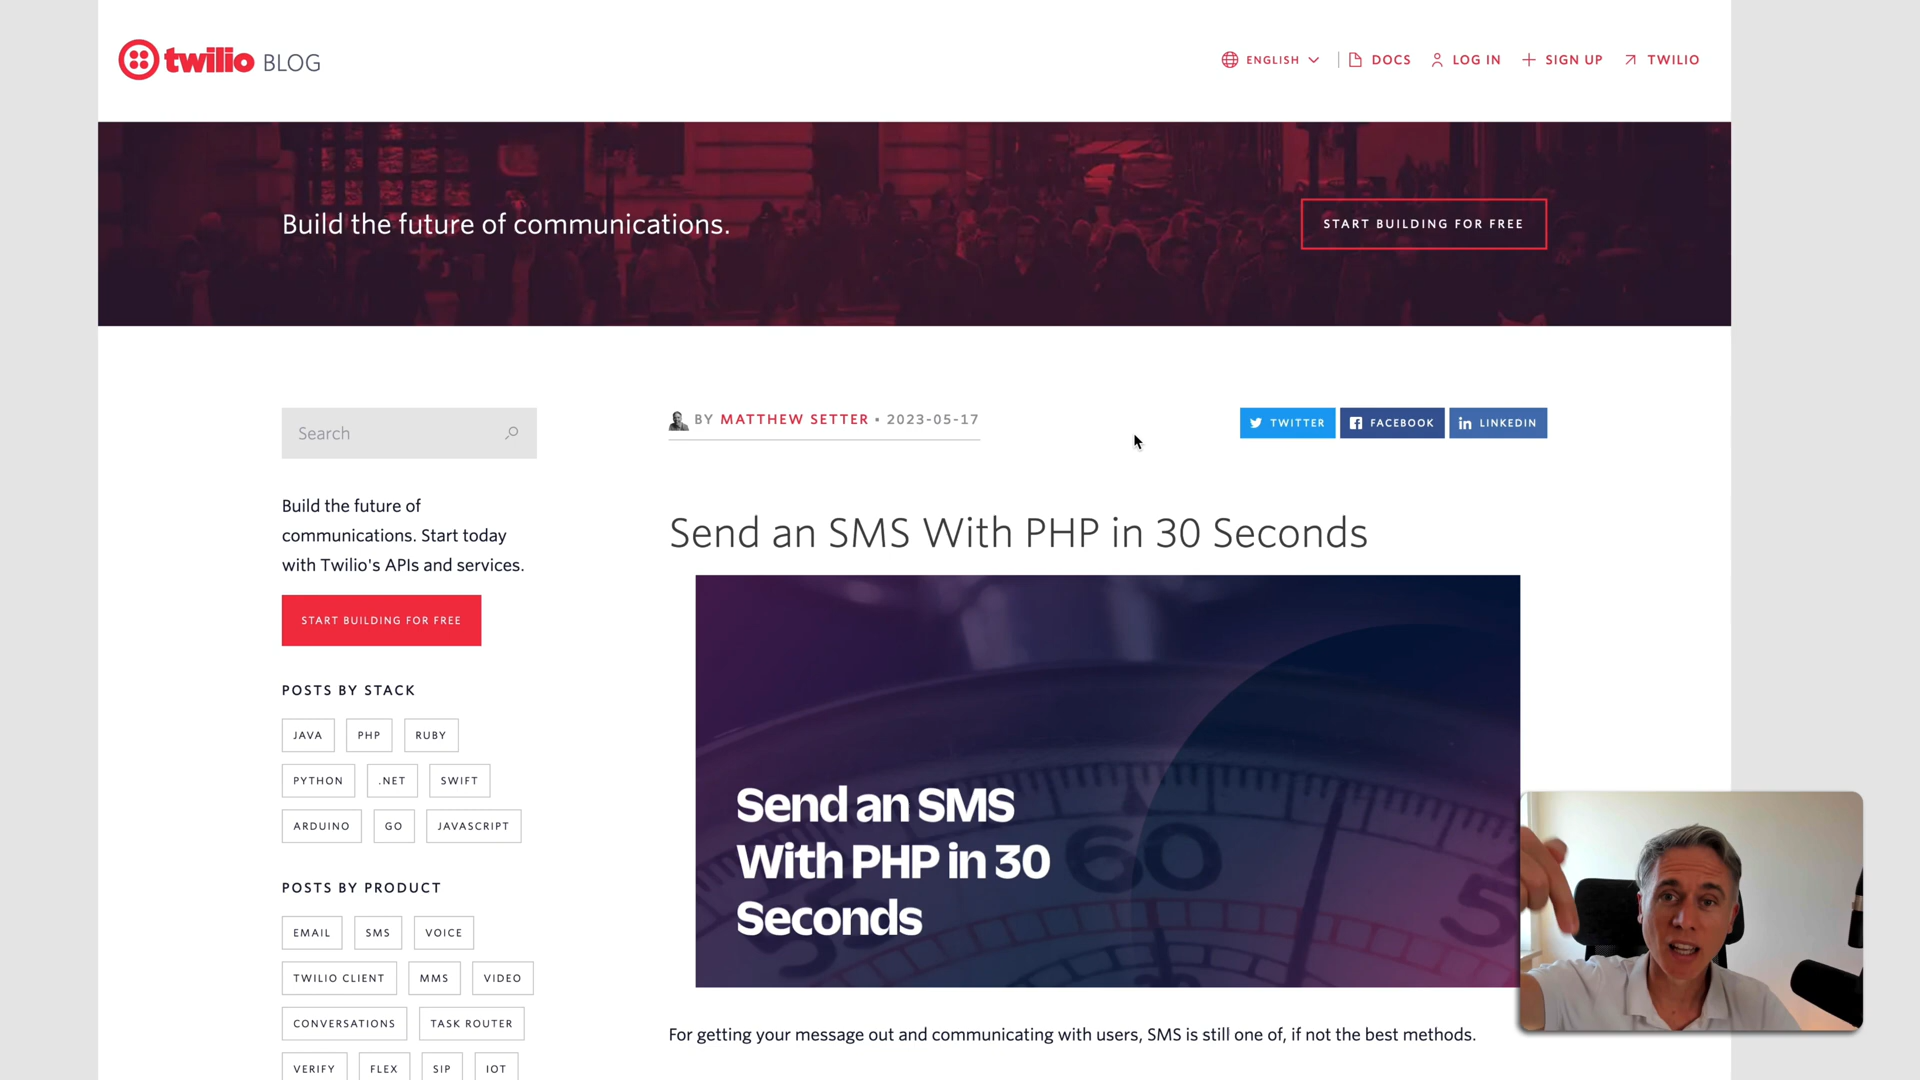 twilio BLOG
ENGLISH
DOCS
LOG IN
SIGN UP
TWILIO
Build the future of communications.
START BUILDING FOR FREE
Search
BY MATTHEW SETTER • 2023-05-17
TWITTER
FACEBOOK
LINKEDIN
Send an SMS With PHP in 30 Seconds
Build the future of
communications. Start today
with Twilio's APIs and services.
START BUILDING FOR FREE
POSTS BY STACK
JAVA PHP RUBY
PYTHON .NET SWIFT
ARDUINO GO JAVASCRIPT
POSTS BY PRODUCT
EMAIL SMS VOICE
TWILIO CLIENT MMS VIDEO
CONVERSATIONS TASK ROUTER
VERIFY FLEX SIP IOT
60
55
5
30
Send an SMS
With PHP in 30
Seconds
For getting your message out and communicating with users, SMS is still one of, if not the best methods.